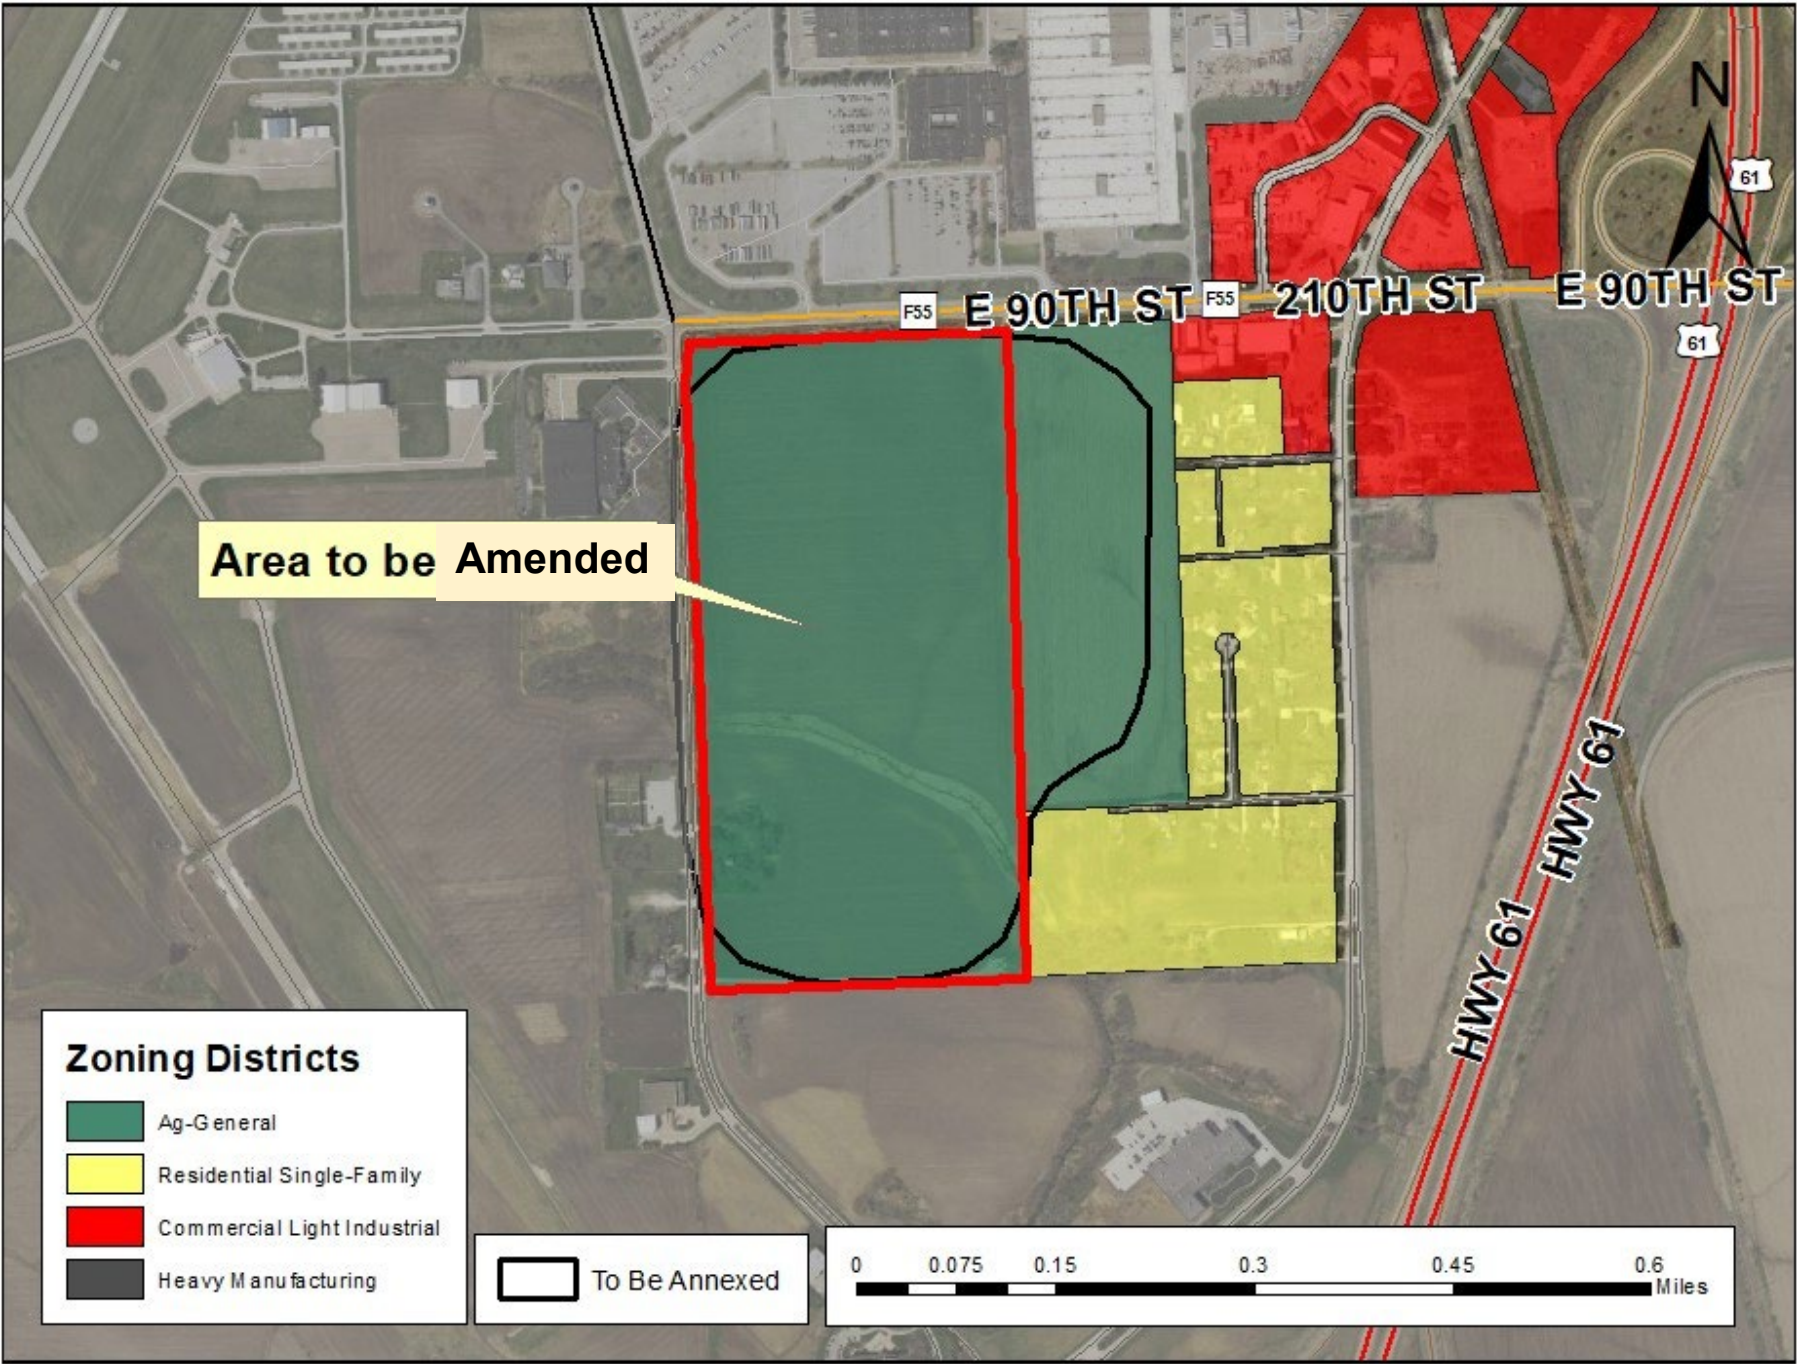 N
61
E 90TH ST
F55
E 90TH ST
F55
210TH ST
61
Area to be Amended
HWY 61
HWY 61
Zoning Districts
Ag-General
Residential Single-Family
Commercial Light Industrial
Heavy Manufacturing
To Be Annexed
0 0.075 0.15 0.3 0.45 0.6
Miles